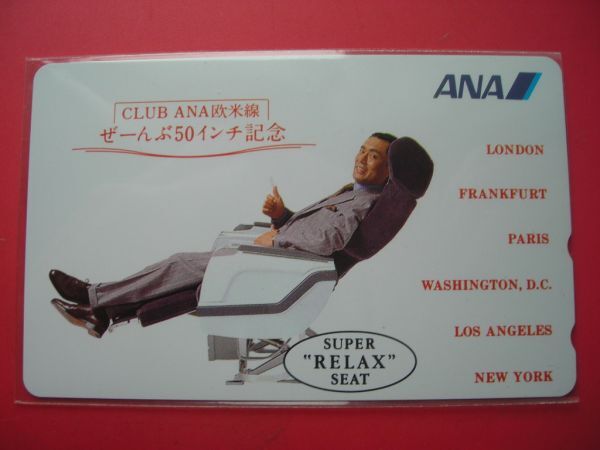 ANA
CLUB ANA欧米線
ぜーんぶ50インチ記念
LONDON
FRANKFURT
PARIS
WASHINGTON, D.C.
LOS ANGELES
NEW YORK
SUPER
"RELAX"
SEAT